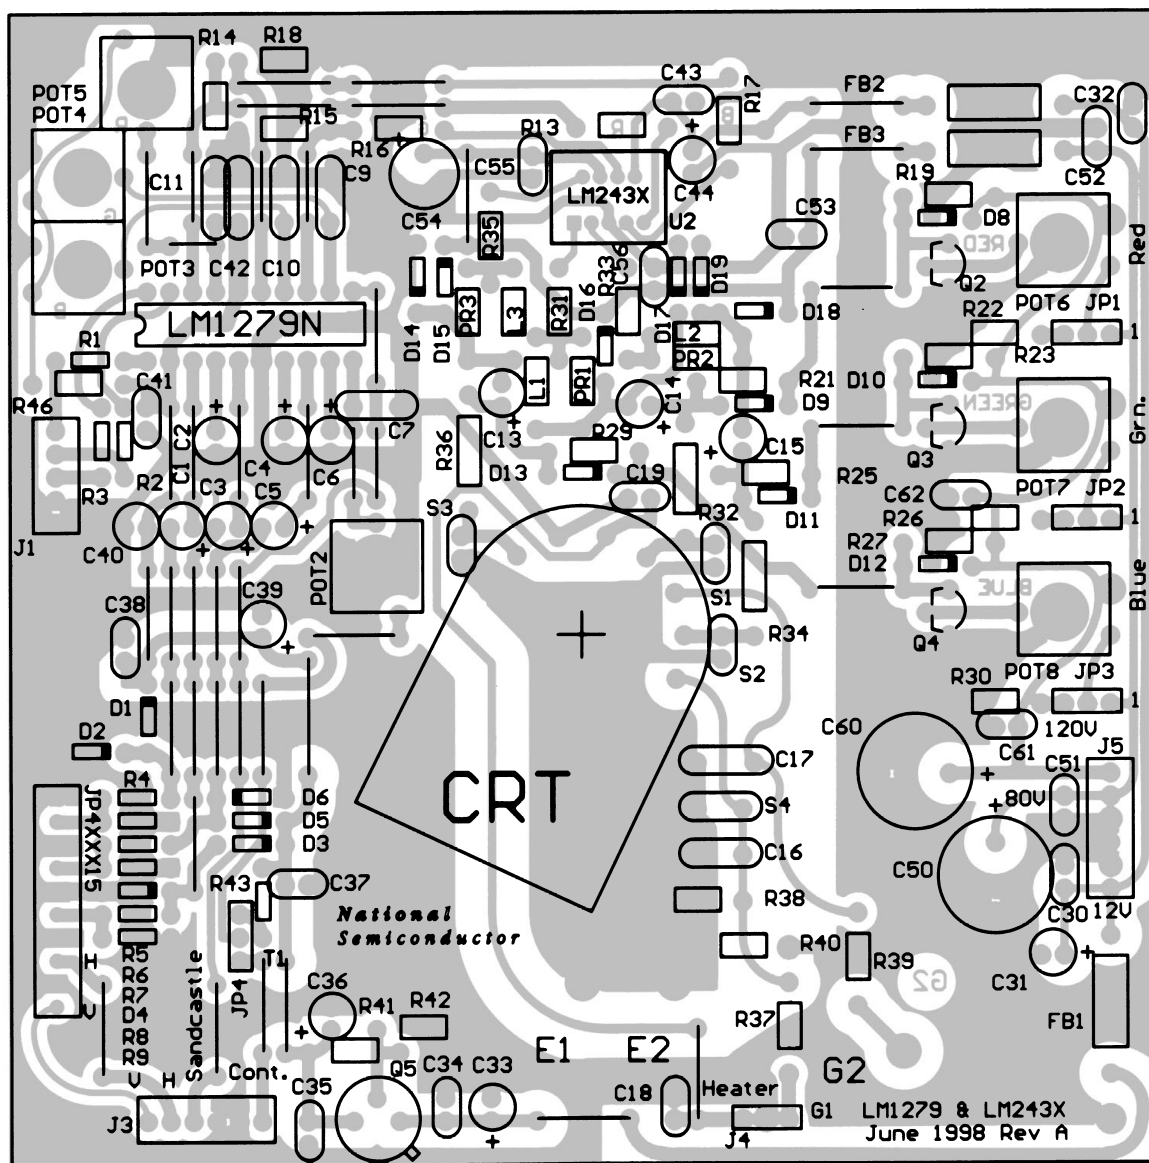 R14
R18
C43
R17
FB2
C32
POT5
POT4
R15
R13
FB3
R16
C55
C11
C9
LM243X
C44
R19
C52
C54
U2
C53
D8
RED
Red
R35
POT3
C42
C10
C56
R33
D19
Q2
D16
POT6
JP1
LM1279N
PR3
L3
R31
D17
D18
R22
D14
D15
L2
1
R1
PR2
R23
C41
L1
PR1
R21
D10
R46
C14
D9
GREEN
Grn.
C7
C13
R29
C15
C2
R36
Q3
C1
C4
C6
D13
C19
R25
R3
R2
C3
C5
C62
POT7
JP2
S3
D11
R26
1
J1
C40
R32
R27
POT2
D12
C38
C39
S1
BLUE
Blue
R34
Q4
S2
POT8
JP3
R30
D1
1
C60
120V
D2
C61
J5
C17
C51
R4
D6
CRT
80V
JP4XXX15
D5
S4
D3
C16
C50
R43
C37
R38
National
Semiconductor
C30
12V
R5
T1
R40
H
R6
JP4
R39
C31
G2
R7
C36
D4
Sandcastle
R41
R42
R37
FB1
R8
R9
E1
E2
V
H
Cont.
Q5
G2
C35
C34
C33
C18
Heater
J3
J4
G1
LM1279 & LM243X
June 1998 Rev A